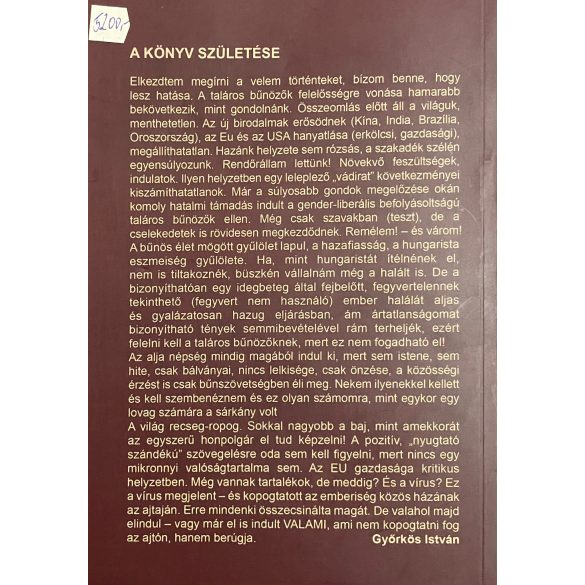 5200,-
A KÖNYV SZÜLETÉSE
Elkezdtem megírni a velem történteket, bízom benne, hogy
lesz hatása. A taláros bűnözők felelősségre vonása hamarabb
bekövetkezik, mint gondolnánk. Összeomlás előtt áll a világuk,
menthetetlen. Az új birodalmak erősödnek (Kína, India, Brazília,
Oroszország), az Eu és az USA hanyatlása (erkölcsi, gazdasági),
megállíthatatlan. Hazánk helyzete sem rózsás, a szakadék szélén
egyensúlyozunk. Rendőrállam lettünk! Növekvő feszültségek,
indulatok. Ilyen helyzetben egy leleplező „vádirat” következményei
kiszámíthatatlanok. Már a súlyosabb gondok megelőzése okán
komoly hatalmi támadás indult a gender-liberális befolyásoltságú
taláros bűnözők ellen. Még csak szavakban (teszt), de a
cselekedetek is rövidesen megkezdődnek. Remélem! – és várom!
A bűnös élet mögött gyűlölet lapul, a hazafiasság, a hungarista
eszmeiség gyűlölete. Ha, mint hungaristát ítélnének el,
nem is tiltakoznék, büszkén vállalnám még a halált is. De a
bizonyíthatóan egy idegbeteg által fejbelőtt, fegyvertelennek
tekinthető (fegyvert nem használó) ember halálát aljas
és gyalázatosan hazug eljárásban, ám ártatlanságomat
bizonyítható tények semmibevételével rám terheljék, ezért
felelni kell a taláros bűnözőknek, mert ez nem fogadható el!
Az alja népség mindig magából indul ki, mert sem istene, sem
hite, csak bálványai, nincs lelkisége, csak önzése, a közösségi
érzést is csak bűnszövetségben éli meg. Nekem ilyenekkel kellett
és kell szembenéznem és ez olyan számomra, mint egykor egy
lovag számára a sárkány volt
A világ recseg-ropog. Sokkal nagyobb a baj, mint amekkorát
az egyszerű honpolgár el tud képzelni! A pozitív, „nyugtató
szándékú” szövegelésre oda sem kell figyelni, mert nincs egy
mikronnyi valóságtartalma sem. Az EU gazdasága kritikus
helyzetben. Még vannak tartalékok, de meddig? És a vírus? Ez
a vírus megjelent – és kopogtatott az emberiség közös házának
az ajtaján. Erre mindenki összecsinálta magát. De valahol majd
elindul – vagy már el is indult VALAMI, ami nem kopogtatni fog
az ajtón, hanem berúgja.
Győrkös István